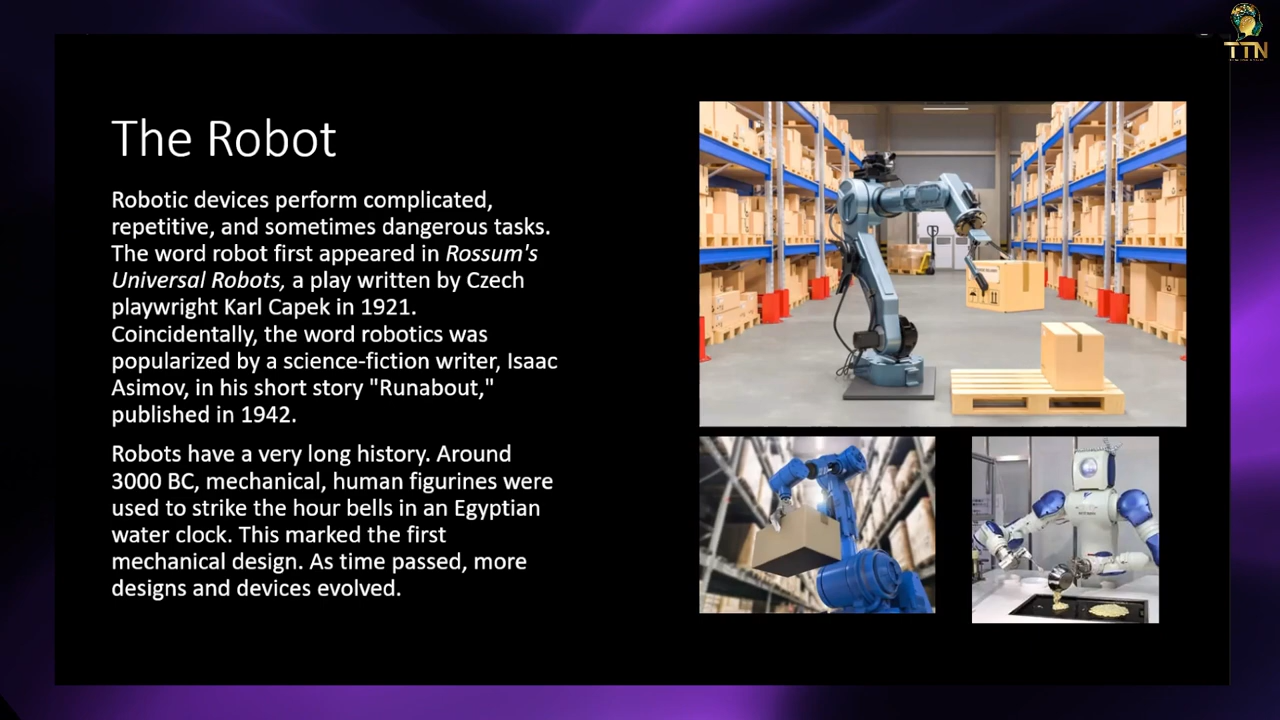 TTN
The Robot
Robotic devices perform complicated,
repetitive, and sometimes dangerous tasks.
The word robot first appeared in Rossum's
Universal Robots, a play written by Czech
playwright Karl Capek in 1921.
Coincidentally, the word robotics was
popularized by a science-fiction writer, Isaac
Asimov, in his short story "Runabout,"
published in 1942.
Robots have a very long history. Around
3000 BC, mechanical, human figurines were
used to strike the hour bells in an Egyptian
water clock. This marked the first
mechanical design. As time passed, more
designs and devices evolved.